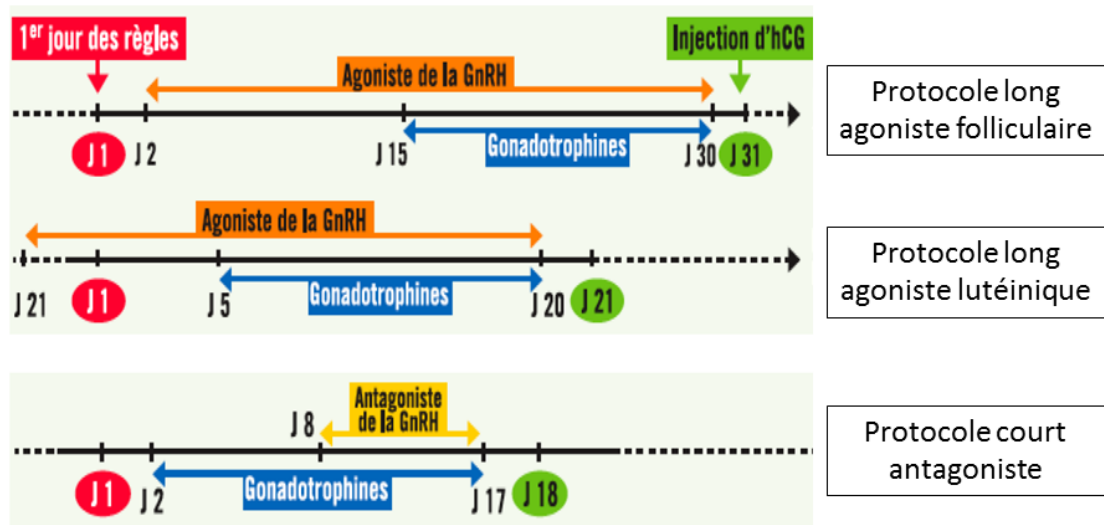 1er jour des règles
Injection d'hCG
Agoniste de la GnRH
Gonadotrophines
J 1
J 2
J 15
J 30
J 31
Protocole long
agoniste folliculaire
Agoniste de la GnRH
Gonadotrophines
J 21
J 1
J 5
J 20
J 21
Protocole long
agoniste lutéinique
Antagoniste
de la GnRH
J 8
Gonadotrophines
J 1
J 2
J 17
J 18
Protocole court
antagoniste